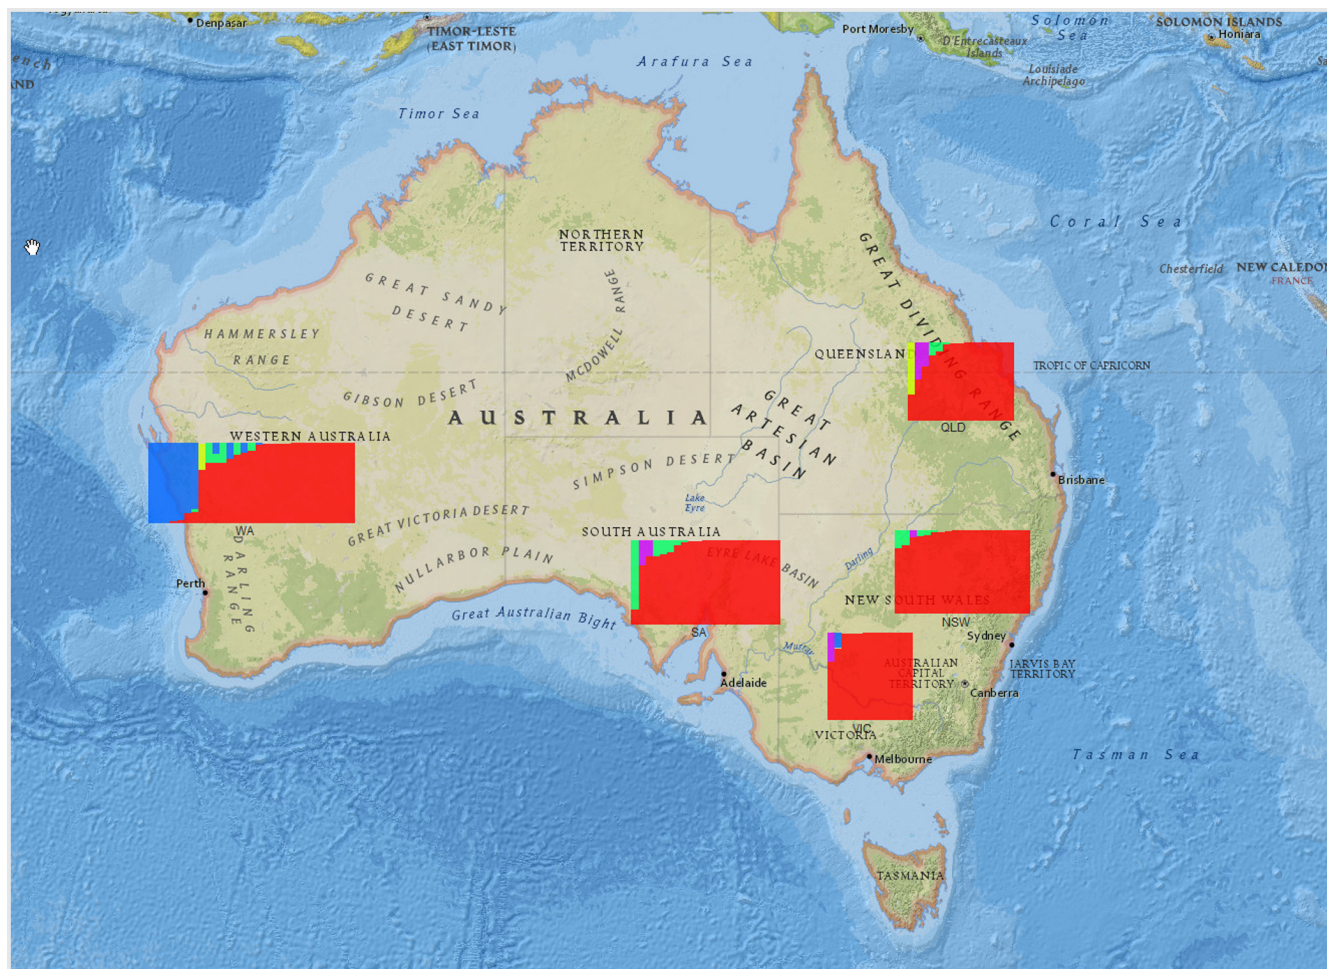 Denpasar
TIMOR-LESTE
(EAST TIMOR)
Port Moresby
D'Entrecasteaux
Islands
Solomon
Sea
SOLOMON ISLANDS
Honiara
Louisiade
Archipelago
Arafura Sea
Timor Sea
Coral Sea
NORTHERN
TERRITORY
Chesterfield
FRANCE
GREAT SANDY
DESERT
MCDOWELL RANGE
GREAT DIVIDING RANGE
HAMMERSLEY
RANGE
QUEENSLAN
TROPIC OF CAPRICORN
GIBSON DESERT
AUSTRALIA
GREAT
ARTESIAN
BASIN
QLD
WESTERN AUSTRALIA
SIMPSON DESERT
Brisbane
Lake
Eyre
WA
GREAT VICTORIA DESERT
SOUTH AUSTRALIA
EYRE LAKE BASIN
Darling
NULLARBOR PLAIN
DARLING
RANGE
Perth
NEW SOUTH WALES
NSW
Great Australian Bight
SA
Sydney
Murray
AUSTRALIAN
CAPITAL
TERRITORY
JARVIS BAY
TERRITORY
Adelaide
Canberra
VIC
VICTORIA
Melbourne
Tasman Sea
TASMANIA